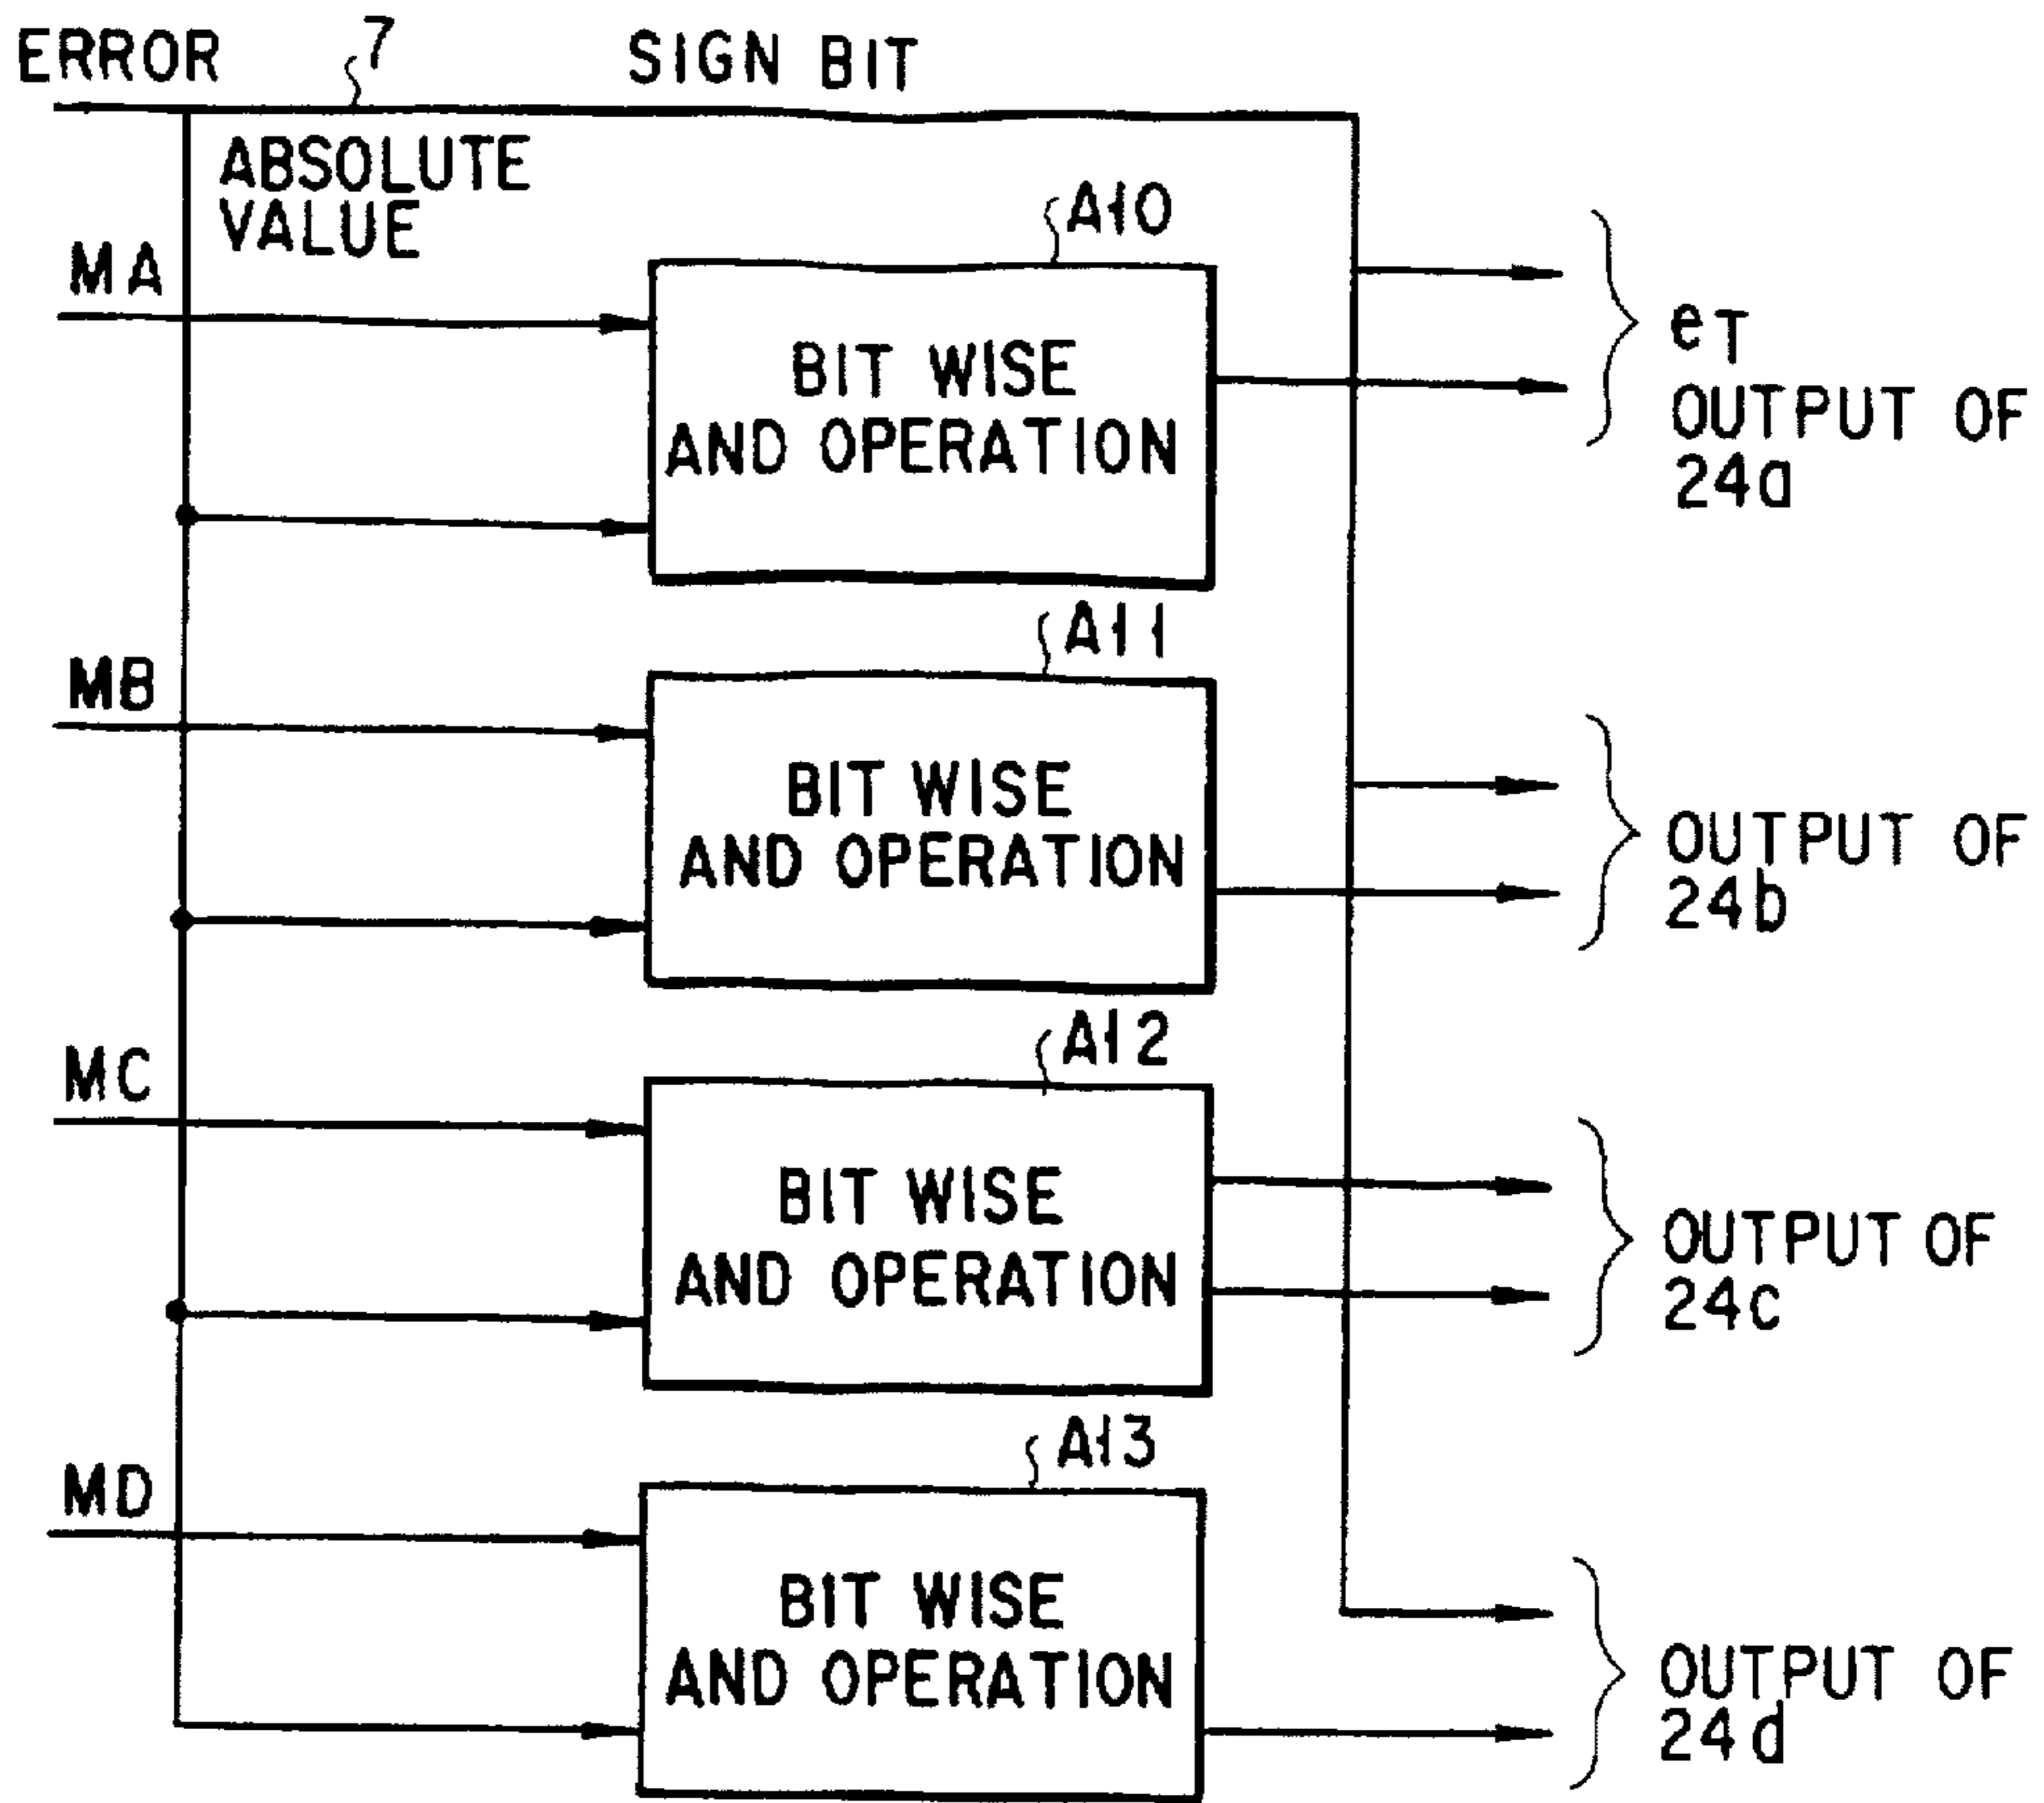 ERROR
7
SIGN BIT
ABSOLUTE
VALUE
A10
MA
BIT WISE
AND OPERATION
eT
OUTPUT OF
24a
A11
MB
BIT WISE
AND OPERATION
OUTPUT OF
24b
A12
MC
BIT WISE
AND OPERATION
OUTPUT OF
24c
A13
MD
BIT WISE
AND OPERATION
OUTPUT OF
24d